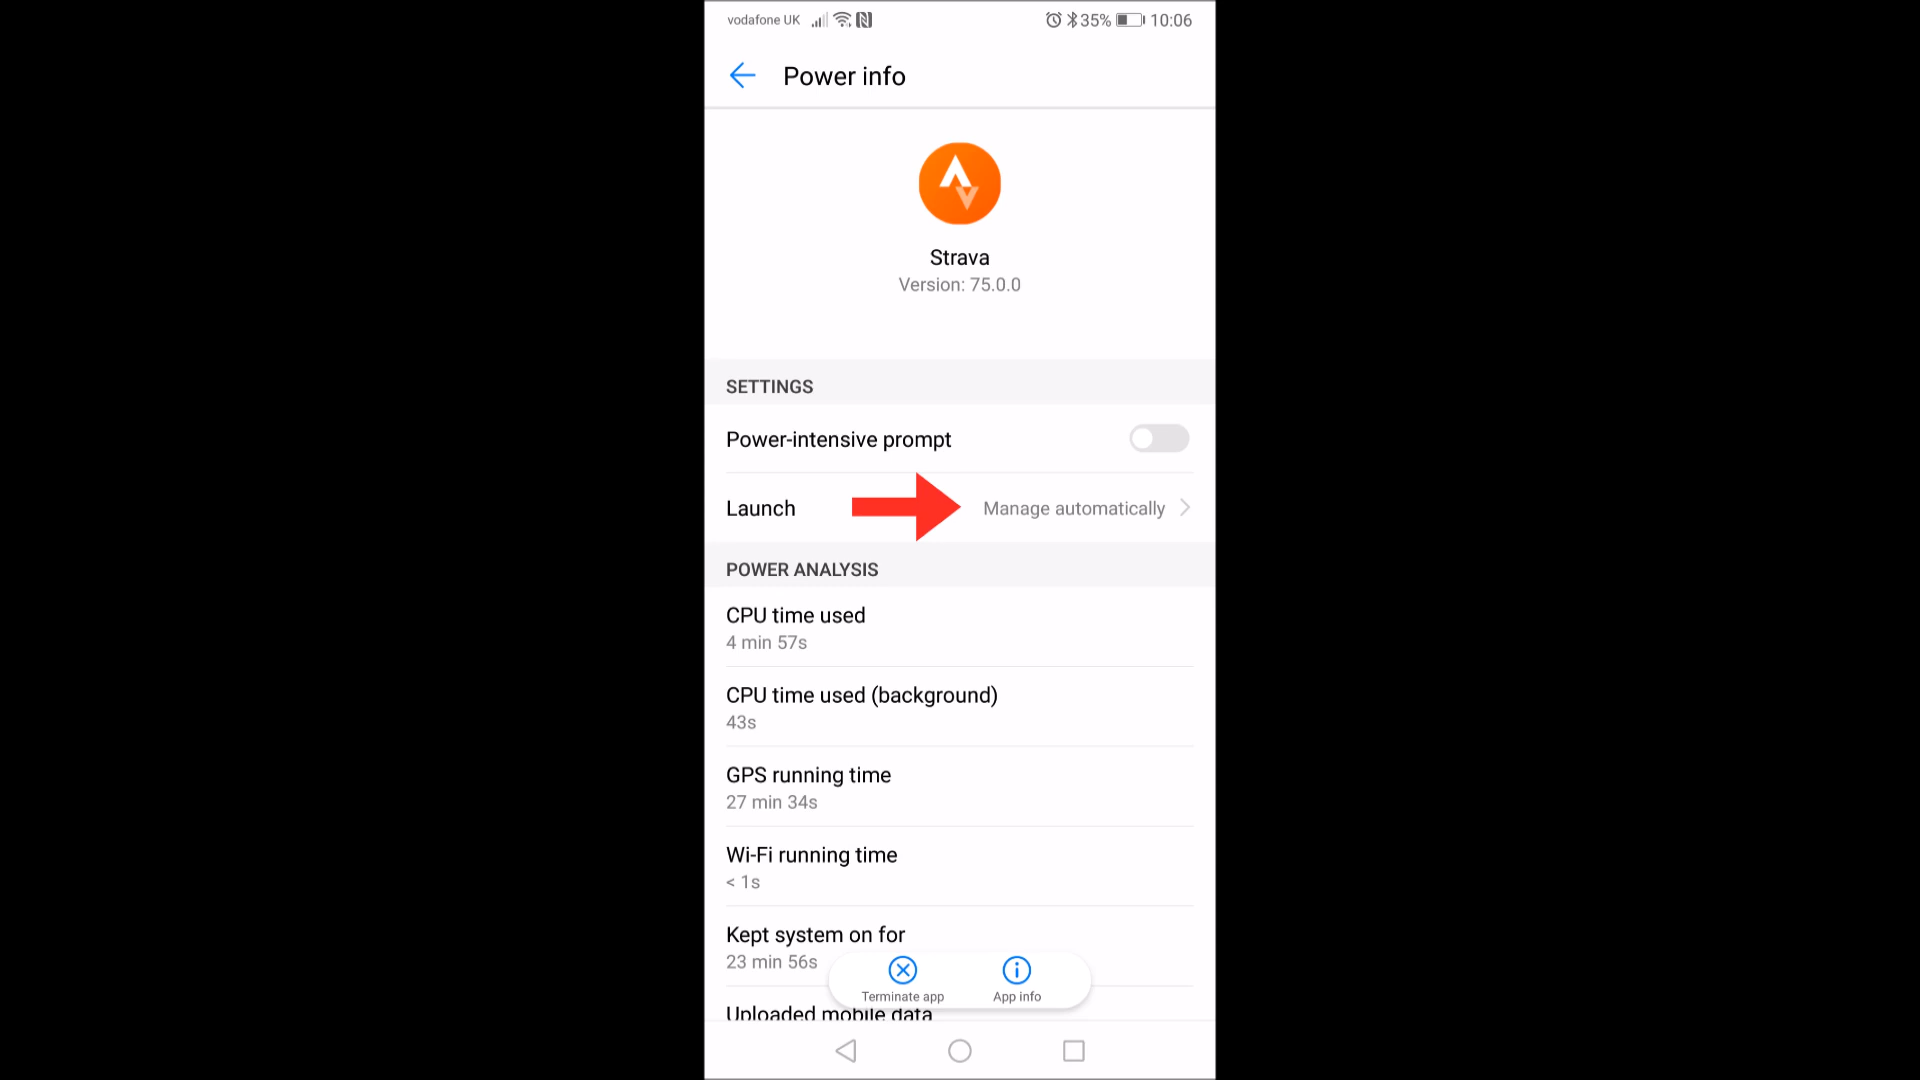 vodafone UK 35% 10:06
Power info
Strava
Version: 75.0.0
SETTINGS
Power-intensive prompt
Launch Manage automatically
POWER ANALYSIS
CPU time used
4 min 57s
CPU time used (background)
43s
GPS running time
27 min 34s
Wi-Fi running time
< 1s
Kept system on for
23 min 56s
Terminate app App info
Uploaded mobile data